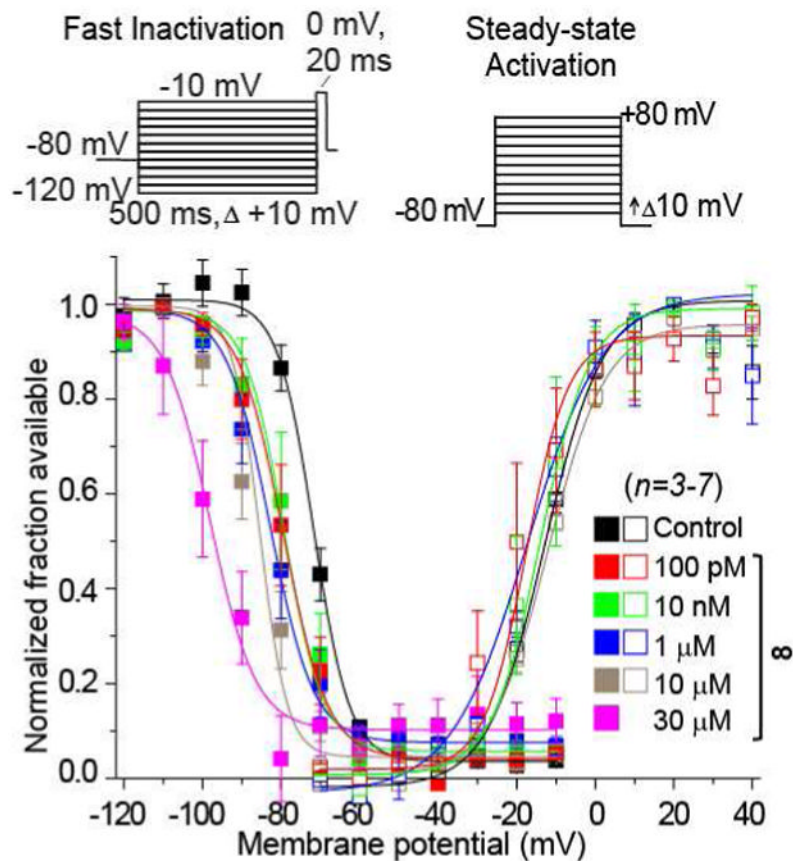 Fast Inactivation
0 mV,
20 ms
-10 mV
-80 mV
-120 mV
500 ms, Δ +10 mV
Steady-state
Activation
+80 mV
-80 mV
↑Δ10 mV
Normalized fraction available
1.0
0.8
0.6
0.4
0.2
0.0
-120 -100 -80 -60 -40 -20 0 20 40
Membrane potential (mV)
(n=3-7)
Control
100 pM
10 nM
1 μM
10 μM
30 μM
8